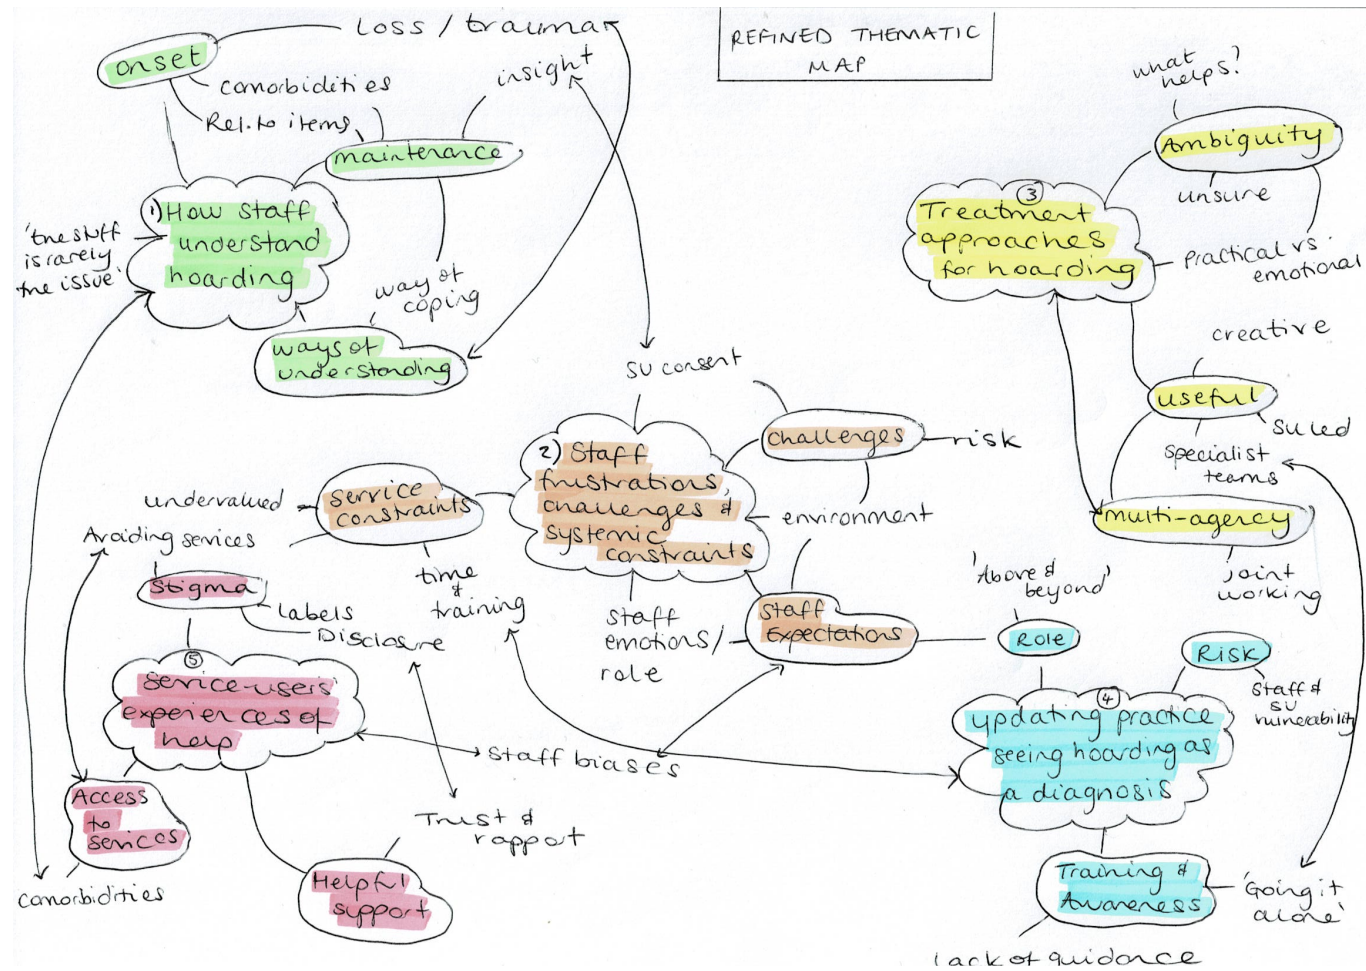 REFINED THEMATIC
MAP
Loss / trauma
onset
comorbidities
Rel. to items
insight
maintenance
1) How staff
understand
hoarding
'the stuff
is rarely
the issue'
way of
coping
ways of
understanding
what
helps?
Ambiguity
unsure
practical vs.
emotional
3
Treatment
approaches
for hoarding
creative
useful
SU led
specialist
teams
multi-agency
joint
working
SU consent
challenges
risk
2) Staff
frustrations,
challenges &
systemic
constraints
environment
service
constraints
undervalued
time
&
training
staff
emotions/
role
Staff
Expectations
Avoiding services
Stigma
Labels
Disclosure
5
service-users'
experiences of
help
Staff biases
Access
to
services
comorbidities
Trust &
rapport
Helpful
support
'Above &
beyond'
Role
Risk
Staff &
SU
vulnerability
4
updating practice
seeing hoarding as
a diagnosis
Training &
Awareness
'Going it
alone'
Lack of guidance